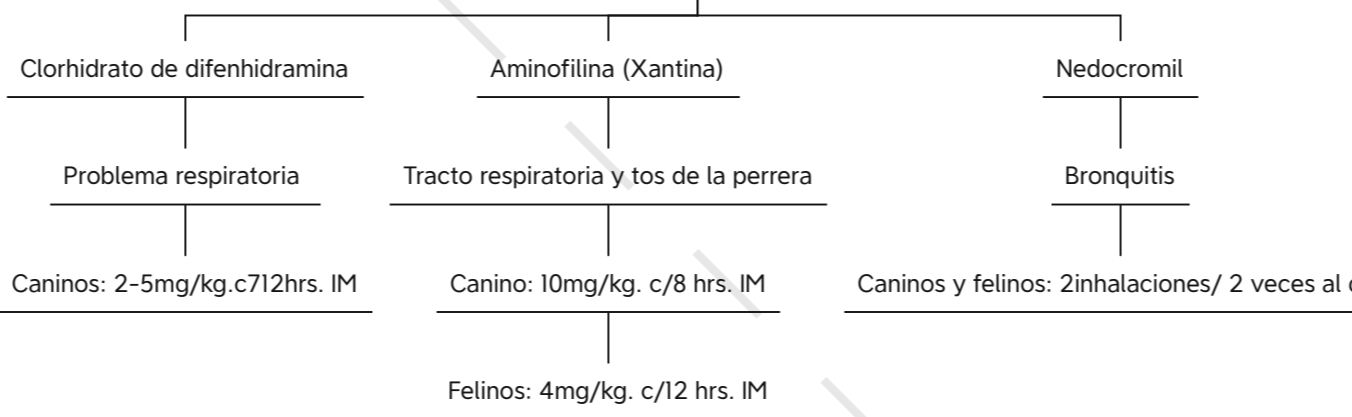 Clorhidrato de difenhidramina
Problema respiratoria
Caninos: 2-5mg/kg.c712hrs. IM
Aminofilina (Xantina)
Tracto respiratoria y tos de la perrera
Canino: 10mg/kg. c/8 hrs. IM
Felinos: 4mg/kg. c/12 hrs. IM
Nedocromil
Bronquitis
Caninos y felinos: 2inhalaciones/ 2 veces al